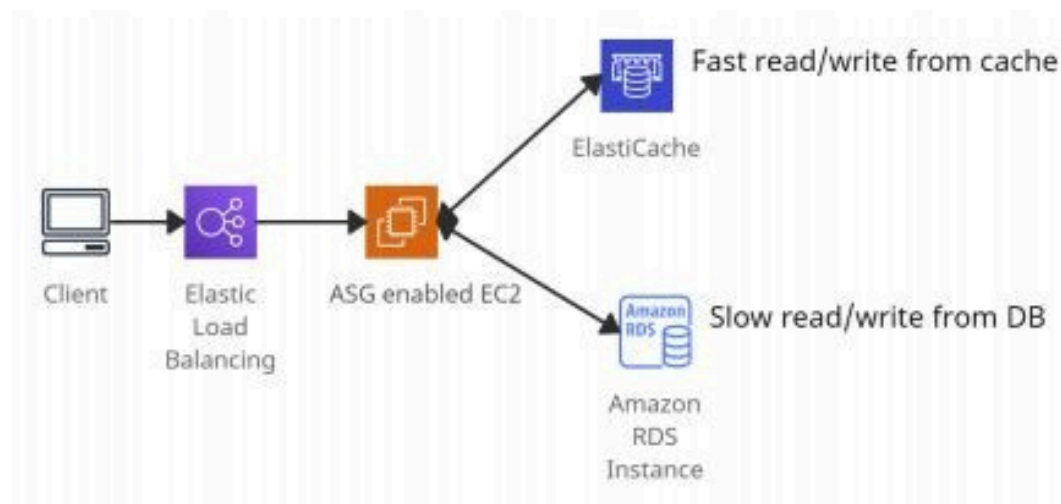 Fast read/write from cache
ElastiCache
Client
Elastic
Load
Balancing
ASG enabled EC2
Amazon
RDS
Slow read/write from DB
Amazon
RDS
Instance